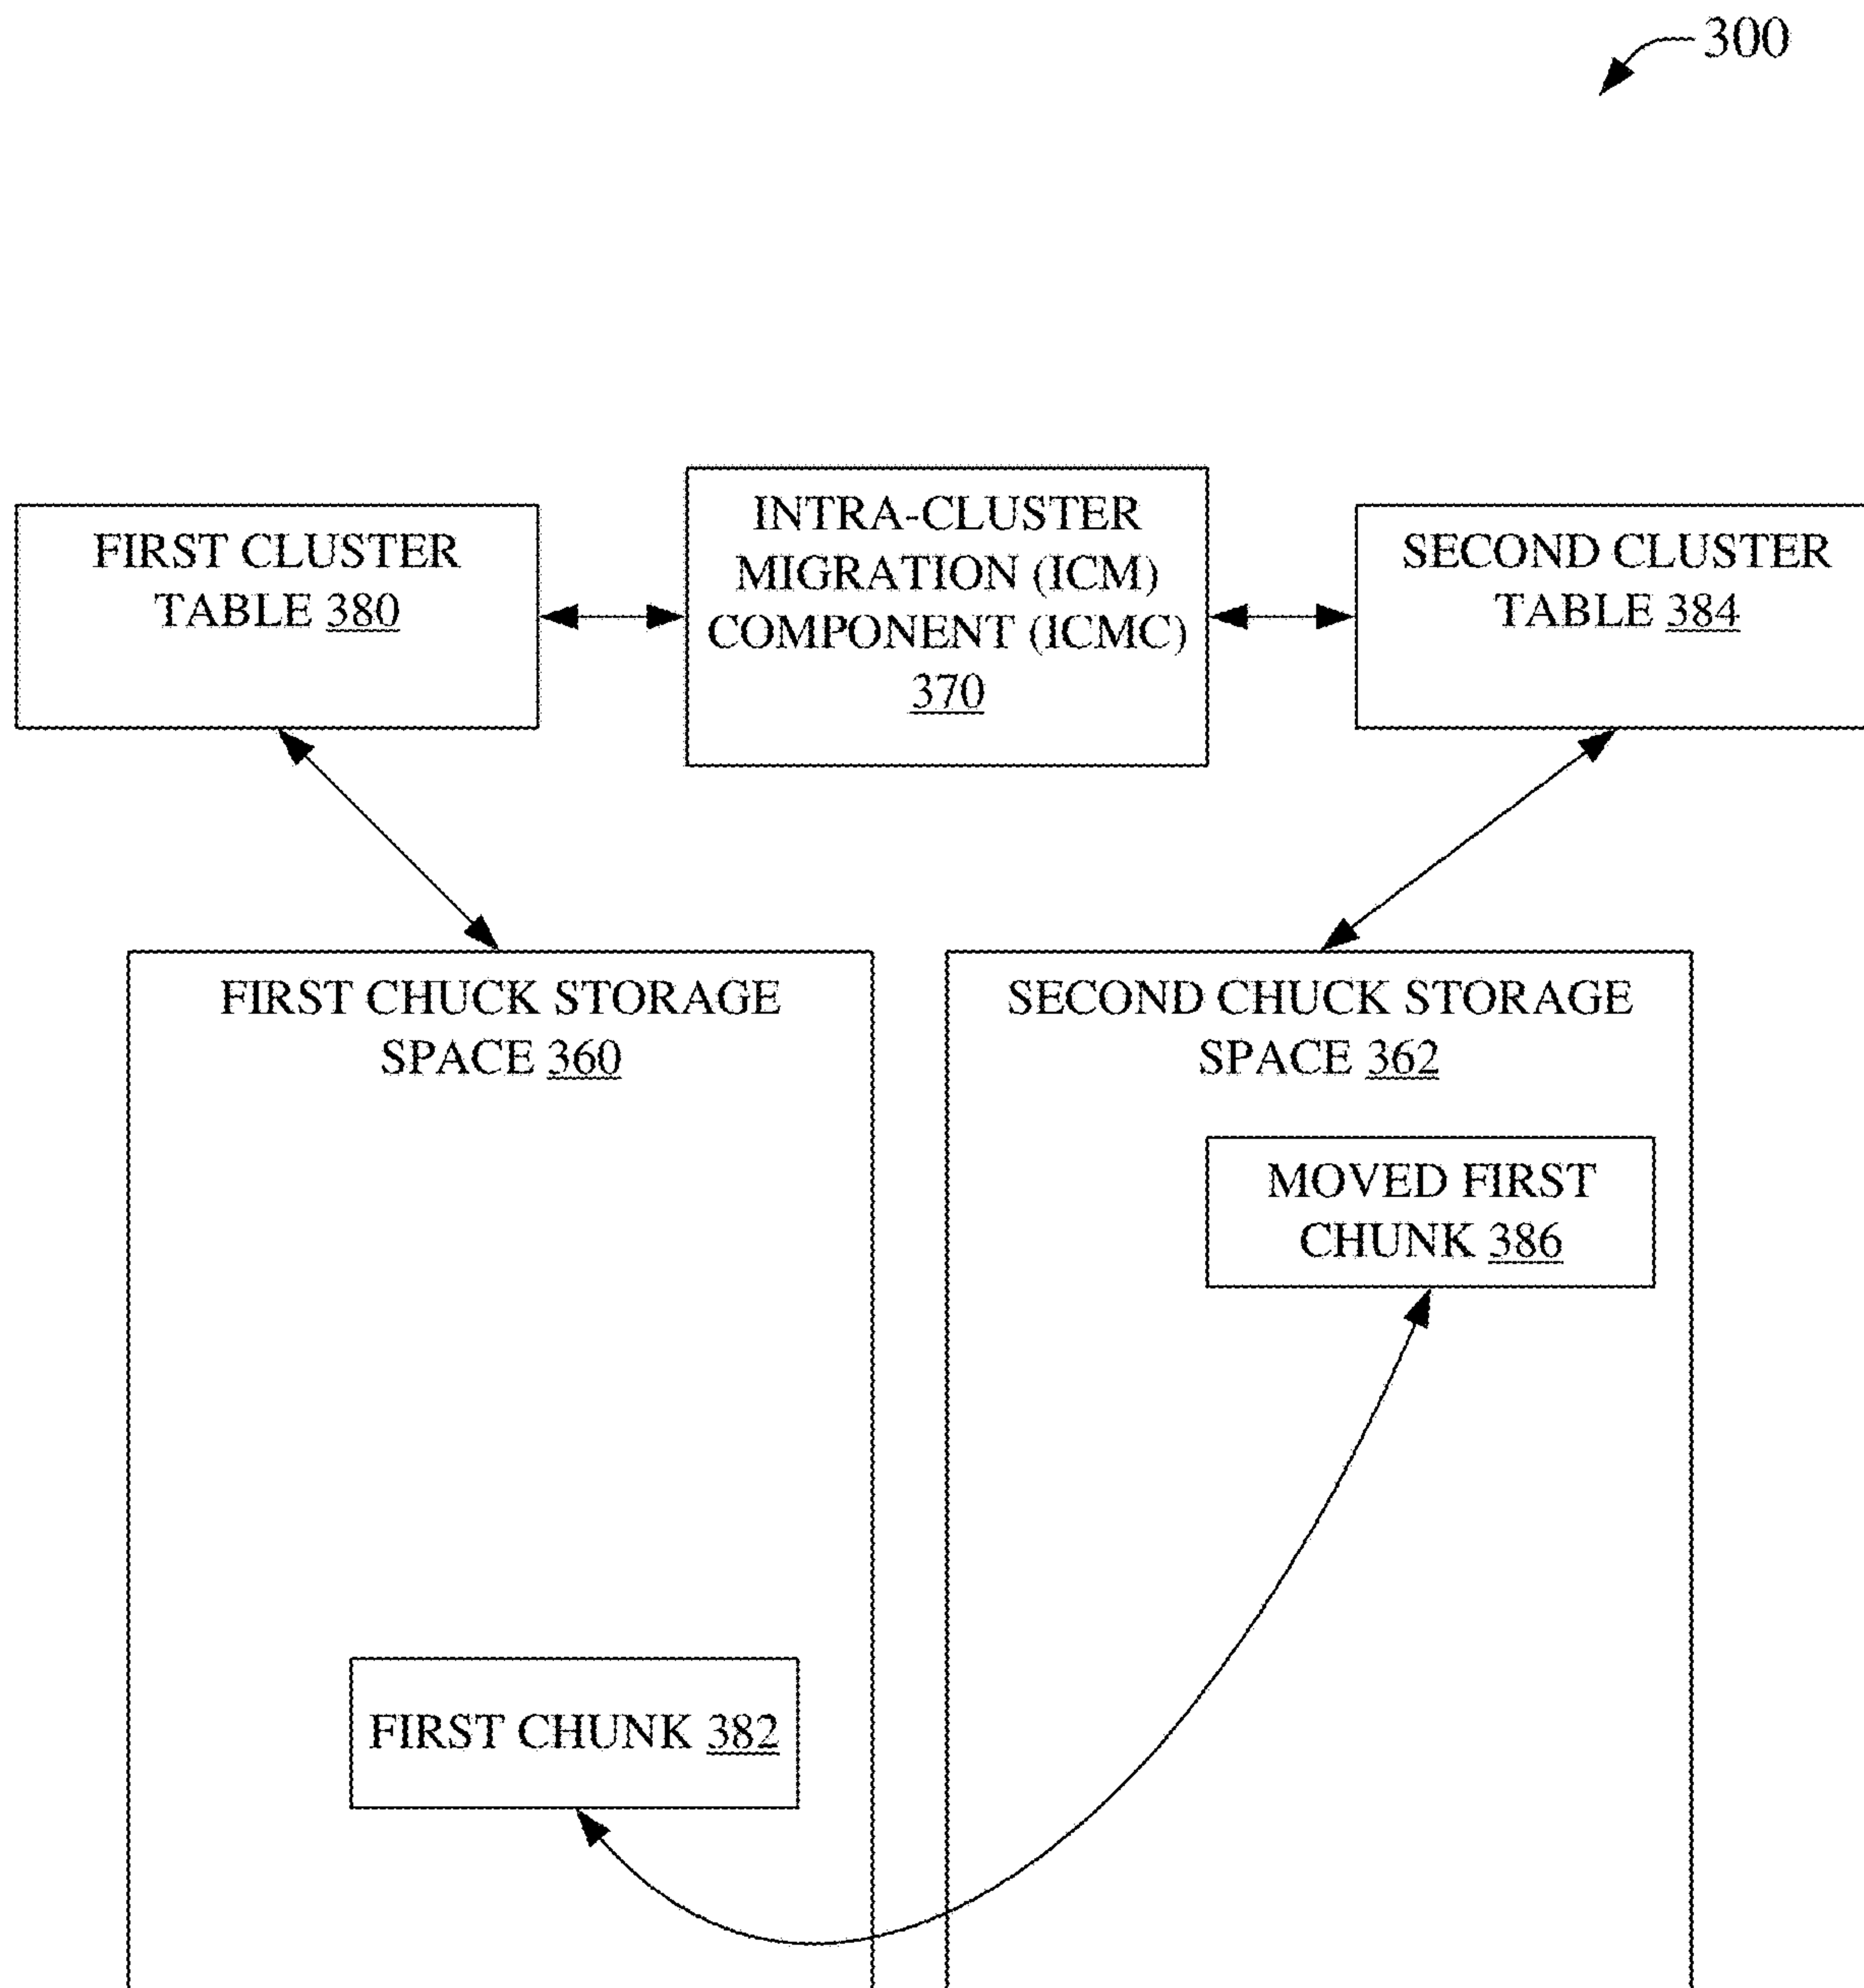 300
FIRST CLUSTER
TABLE 380
INTRA-CLUSTER
MIGRATION (ICM)
COMPONENT (ICMC)
370
SECOND CLUSTER
TABLE 384
FIRST CHUCK STORAGE
SPACE 360
SECOND CHUCK STORAGE
SPACE 362
MOVED FIRST
CHUNK 386
FIRST CHUNK 382